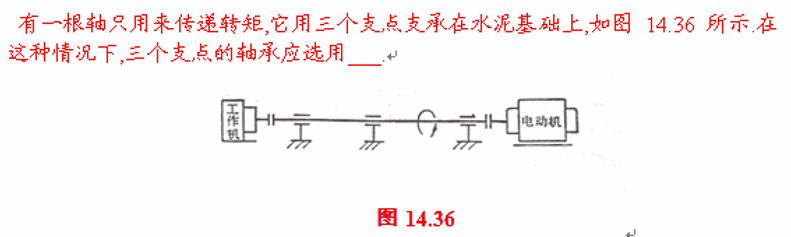 有一根轴只用来传递转矩,它用三个支点支承在水泥基础上,如图 14.36 所示.在
这种情况下,三个支点的轴承应选用___.
工作机
电动机
图 14.36